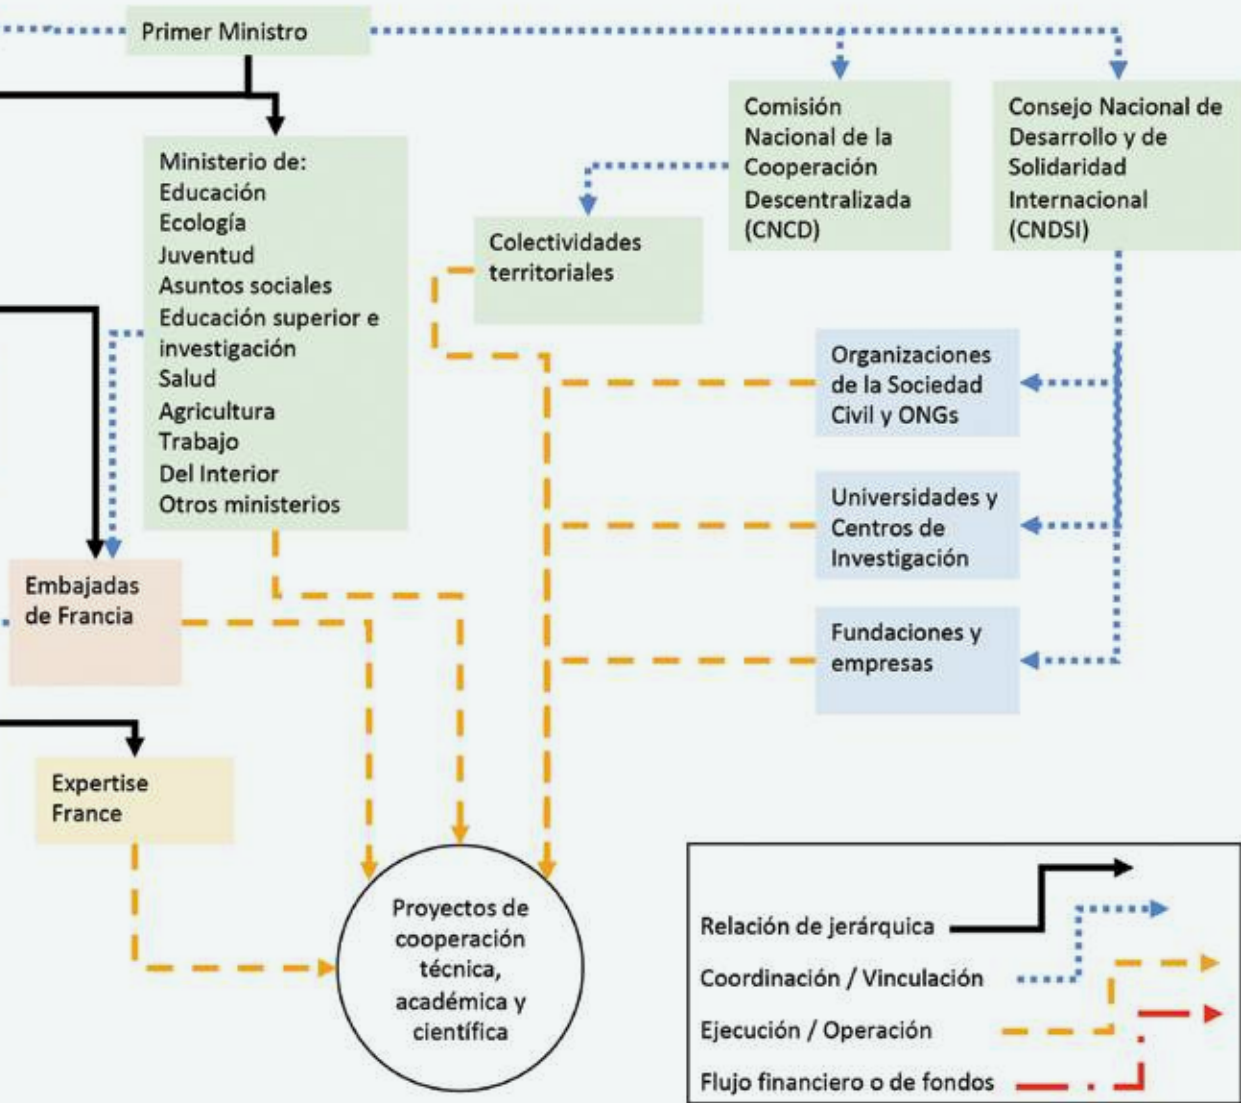 Primer Ministro
Comisión
Nacional de la
Cooperación
Descentralizada
(CNCD)
Consejo Nacional de
Desarrollo y de
Solidaridad
Internacional
(CNDSI)
Ministerio de:
Educación
Ecología
Juventud
Asuntos sociales
Educación superior e
investigación
Salud
Agricultura
Trabajo
Del Interior
Otros ministerios
Colectividades
territoriales
Organizaciones
de la Sociedad
Civil y ONGs
Universidades y
Centros de
Investigación
Embajadas
de Francia
Fundaciones y
empresas
Expertise
France
Proyectos de
cooperación
técnica,
académica y
científica
Relación de jerárquica
Coordinación / Vinculación
Ejecución / Operación
Flujo financiero o de fondos